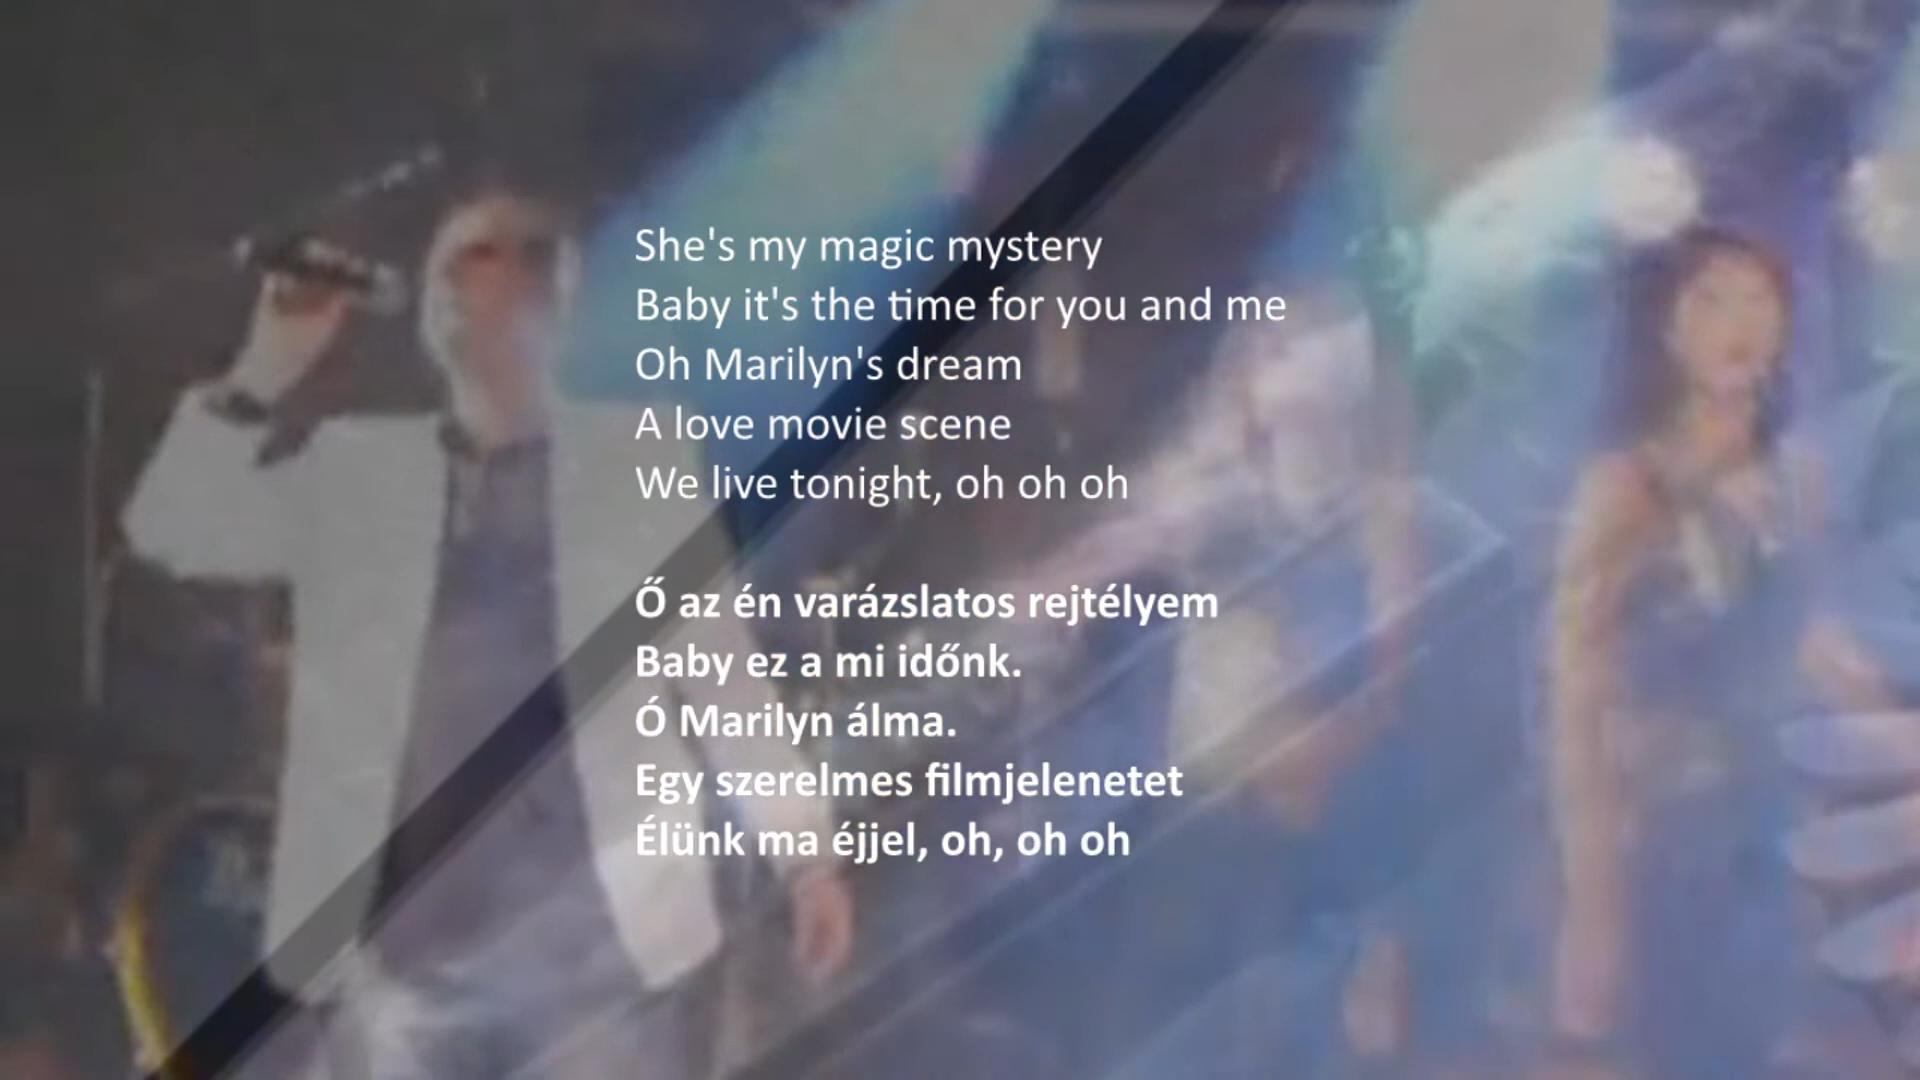 She's my magic mystery
Baby it's the time for you and me
Oh Marilyn's dream
A love movie scene
We live tonight, oh oh oh
Ő az én varázslatos rejtélyem
Baby ez a mi időnk.
Ó Marilyn álma.
Egy szerelmes filmjelenetet
Élünk ma éjjel, oh, oh oh